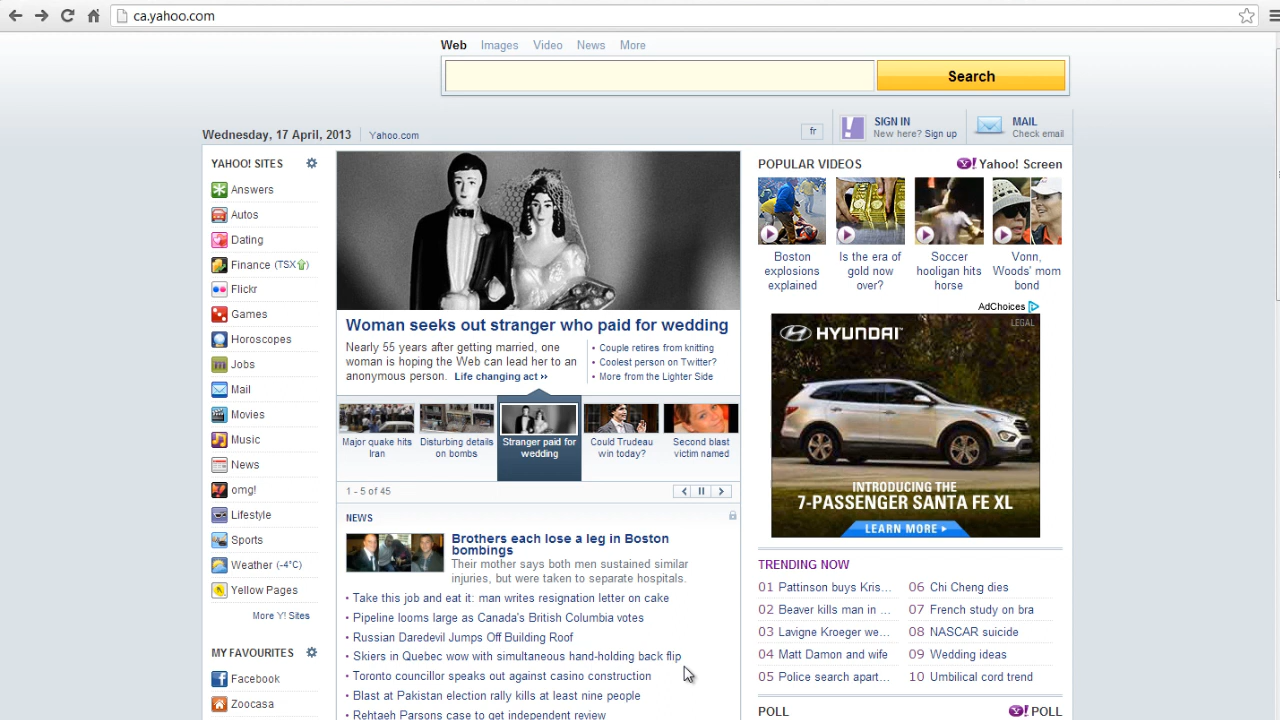 ca.yahoo.com
Web Images Video News More
Search
Wednesday, 17 April, 2013 Yahoo.com
fr
SIGN IN
New here? Sign up
MAIL
Check email
YAHOO! SITES
Answers
Autos
Dating
Finance (TSX)
Flickr
Games
Horoscopes
Jobs
Mail
Movies
Music
News
omg!
Lifestyle
Sports
Weather (-4°C)
Yellow Pages
More Y! Sites
MY FAVOURITES
Facebook
Zoocasa
Woman seeks out stranger who paid for wedding
Nearly 55 years after getting married, one
woman is hoping the Web can lead her to an
anonymous person. Life changing act ››
• Couple retires from knitting
• Coolest person on Twitter?
• More from the Lighter Side
Major quake hits
Iran
Disturbing details
on bombs
Stranger paid for
wedding
Could Trudeau
win today?
Second blast
victim named
1 - 5 of 45
NEWS
Brothers each lose a leg in Boston
bombings
Their mother says both men sustained similar
injuries, but were taken to separate hospitals.
• Take this job and eat it: man writes resignation letter on cake
• Pipeline looms large as Canada's British Columbia votes
• Russian Daredevil Jumps Off Building Roof
• Skiers in Quebec wow with simultaneous hand-holding back flip
• Toronto councillor speaks out against casino construction
• Blast at Pakistan election rally kills at least nine people
• Rehtaeh Parsons case to get independent review
POPULAR VIDEOS
Y! Yahoo! Screen
Boston
explosions
explained
Is the era of
gold now
over?
Soccer
hooligan hits
horse
Vonn,
Woods' mom
bond
AdChoices
HYUNDAI
LEGAL
INTRODUCING THE
7-PASSENGER SANTA FE XL
LEARN MORE
TRENDING NOW
01 Pattinson buys Kris...
02 Beaver kills man in ...
03 Lavigne Kroeger we...
04 Matt Damon and wife
05 Police search apart...
06 Chi Cheng dies
07 French study on bra
08 NASCAR suicide
09 Wedding ideas
10 Umbilical cord trend
POLL
Y! POLL